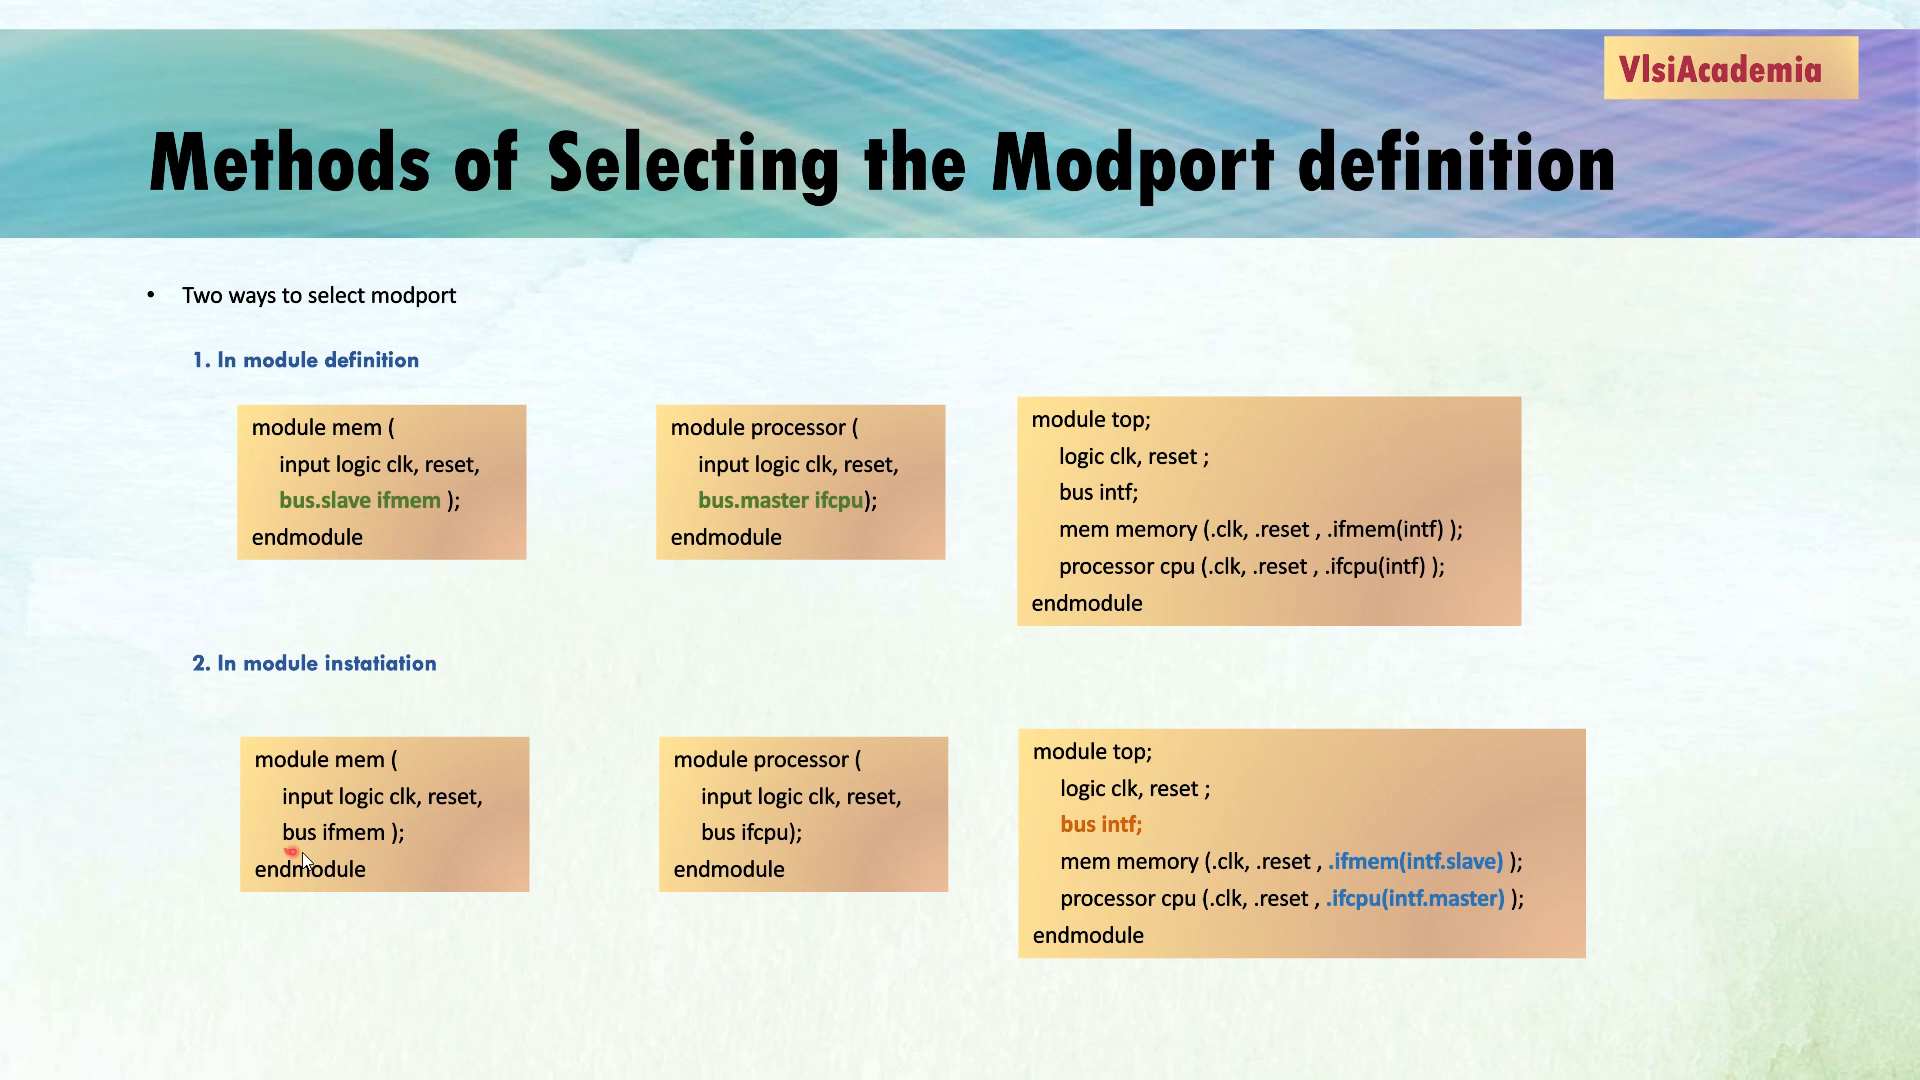 VlsiAcademia
Methods of Selecting the Modport definition
• Two ways to select modport
1. In module definition
module mem (
input logic clk, reset,
bus.slave ifmem );
endmodule
module processor (
input logic clk, reset,
bus.master ifcpu);
endmodule
module top;
logic clk, reset ;
bus intf;
mem memory (.clk, .reset , .ifmem(intf) );
processor cpu (.clk, .reset , .ifcpu(intf) );
endmodule
2. In module instatiation
module mem (
input logic clk, reset,
bus ifmem );
endmodule
module processor (
input logic clk, reset,
bus ifcpu);
endmodule
module top;
logic clk, reset ;
bus intf;
mem memory (.clk, .reset , .ifmem(intf.slave) );
processor cpu (.clk, .reset , .ifcpu(intf.master) );
endmodule